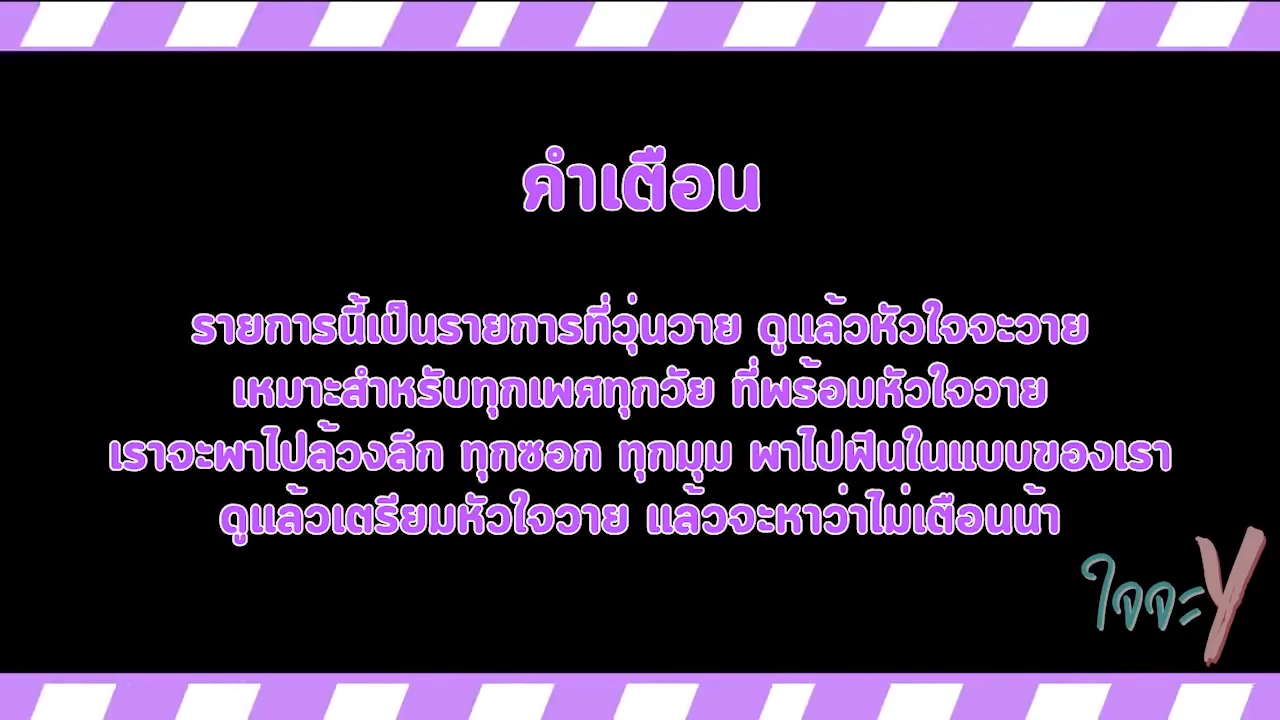 คำเตือน
รายการนี้เป็นรายการที่วุ่นวาย ดูแล้วหัวใจจะวาย
เหมาะสำหรับทุกเพศทุกวัย ที่พร้อมหัวใจวาย
เราจะพาไปล้วงลึก ทุกซอก ทุกมุม พาไปฟินในแบบของเรา
ดูแล้วเตรียมหัวใจวาย แล้วจะหาว่าไม่เตือนน้า
ใจจะY